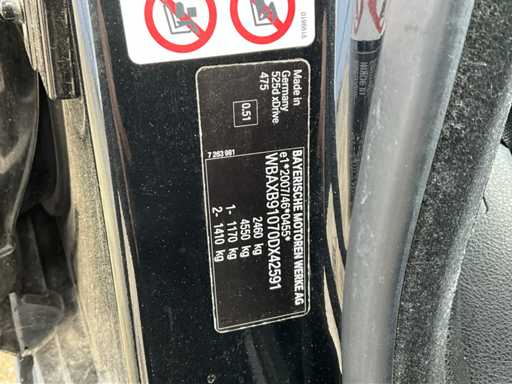 BAYERISCHE MOTOREN WERKE AG
e1*2007/46*0455*
WBAXB91070DX42591
2460 kg
4550 kg
1- 1170 kg
2- 1410 kg
Made in
Germany
525d xDrive
475
0.51
7 263 961